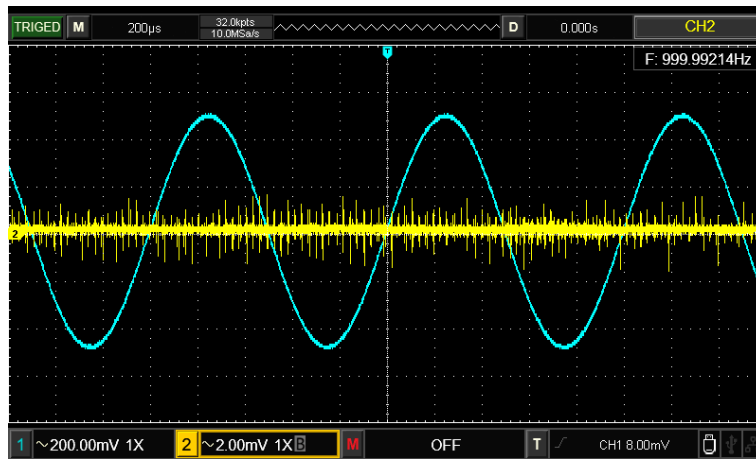 TRIGED M 200µs 32.0kpts 10.0MSa/s D 0.000s CH2
T
F: 999.99214Hz
2
1 ~200.00mV 1X 2 ~2.00mV 1X B M OFF T CH1 8.00mV